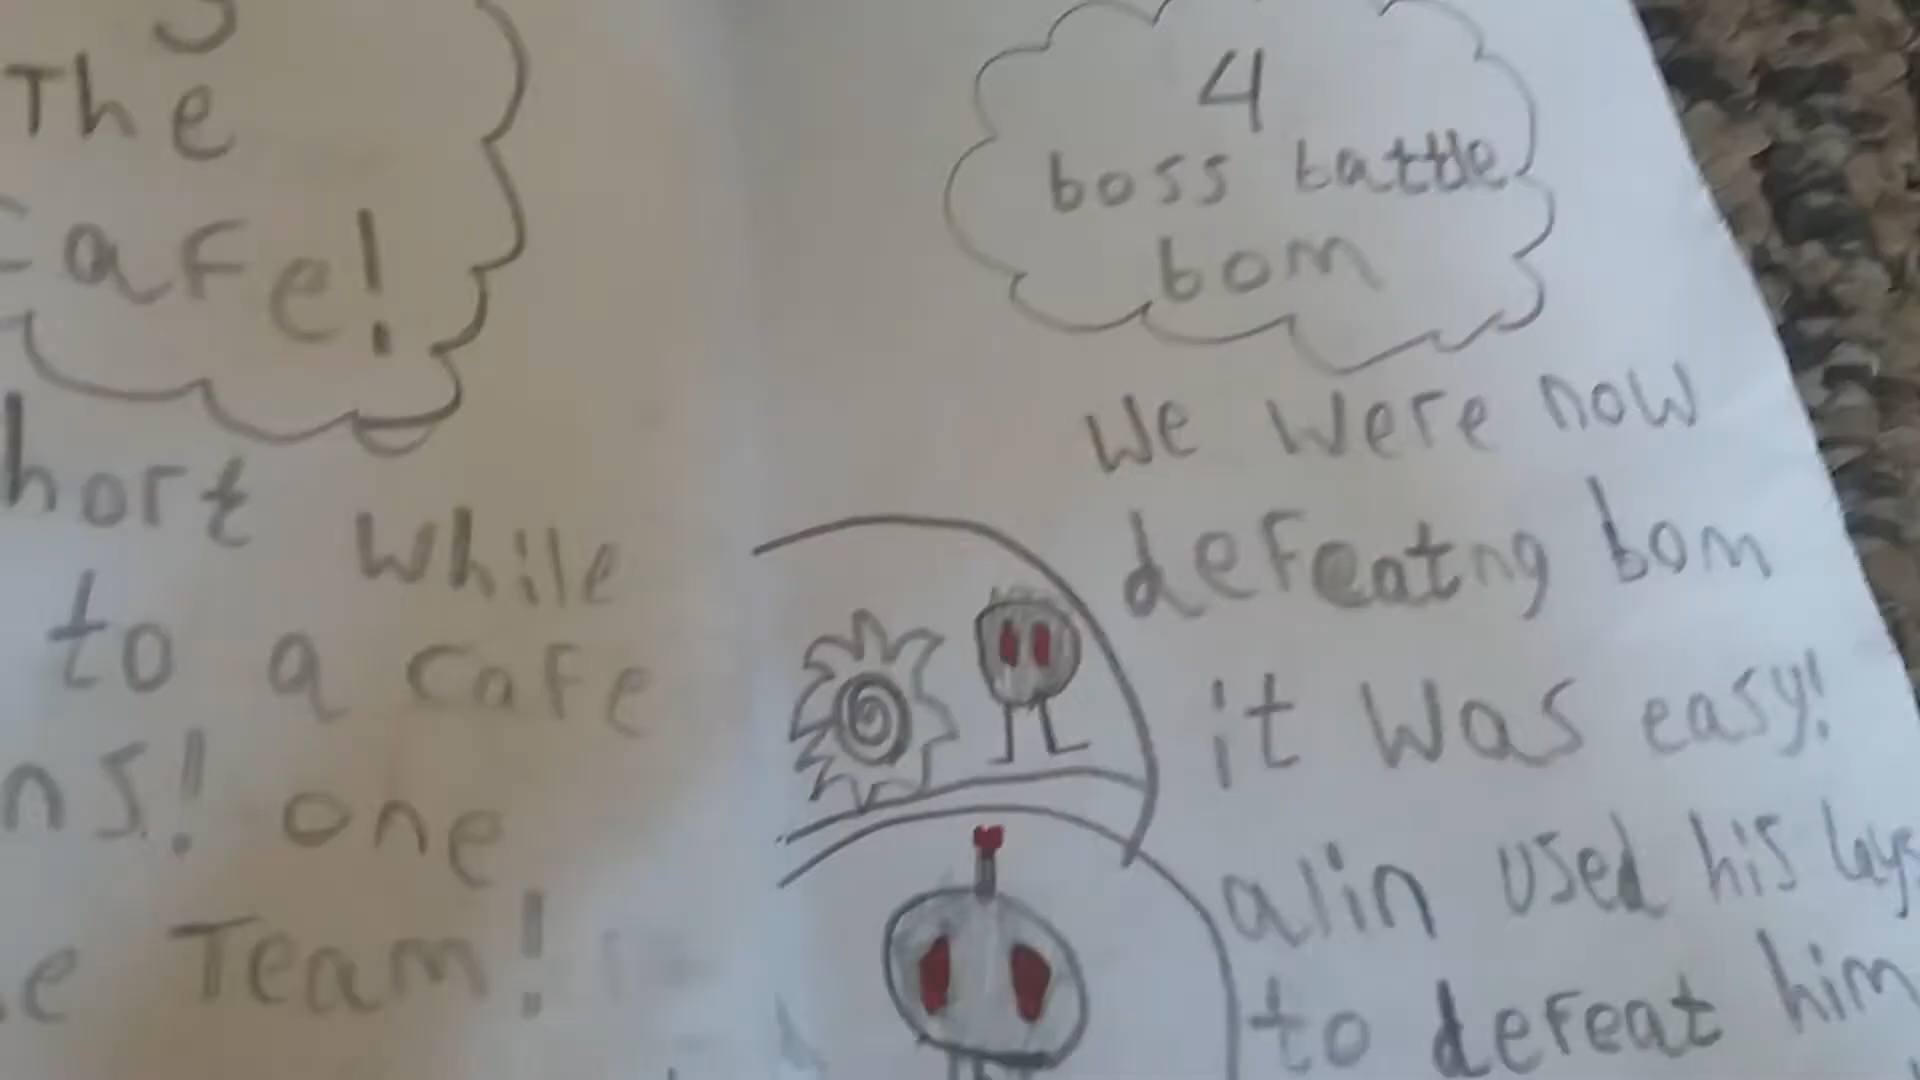 The
cafe!
hort while
to a cafe
ns! one
e Team!
4
boss battle
bom
we were now
defeatng bom
it was easy!
alin used his
to defeat him